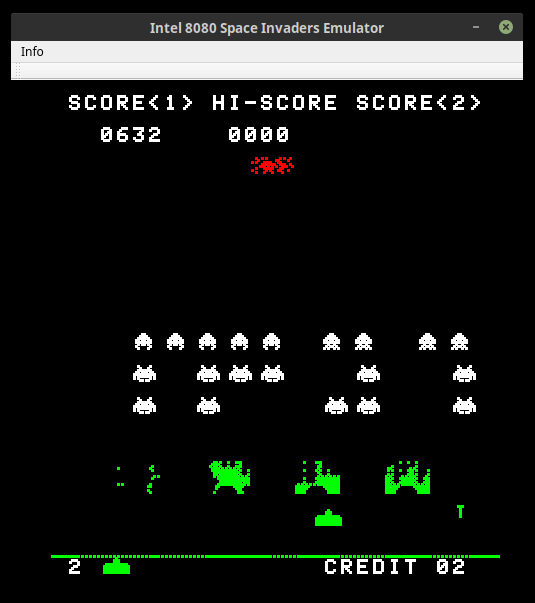 Intel 8080 Space Invaders Emulator
Info
SCORE<1> HI-SCORE SCORE<2>
0632 0000
2 CREDIT 02